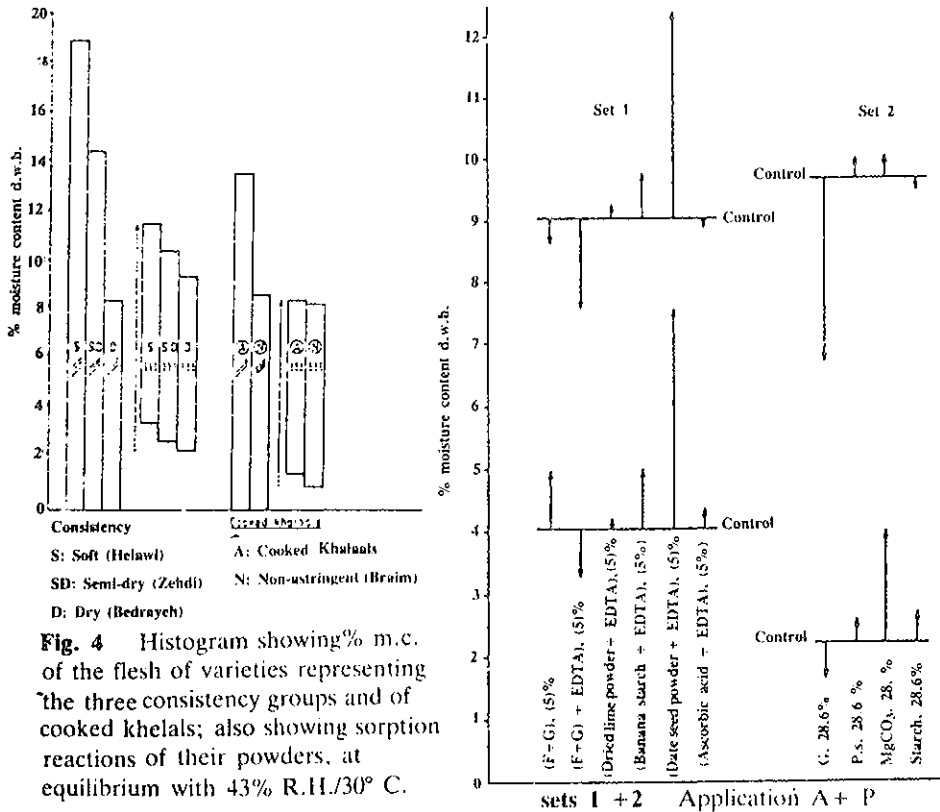 20
18
16
14
12
10
8
6
4
2
0
% moisture content d.w.b.
S SD D
S SD D
A N
A N
Consistency
S: Soft (Helawi)
SD: Semi-dry (Zehdi)
D: Dry (Bedrayeh)
Cooked khalaals
A: Cooked Khalaals
N: Non-astringent (Braim)
Fig. 4 Histogram showing% m.c.
of the flesh of varieties representing
the three consistency groups and of
cooked khelals; also showing sorption
reactions of their powders, at
equilibrium with 43% R.H./30° C.
12
11
10
9
8
7
6
5
4
3
2
1
0
% moisture content d.w.b.
Set 1
Set 2
Control
Control
Control
Control
(F+G), (5)%
(F+G) + EDTA), (5)%
(Dried lime powder + EDTA), (5)%
(Banana starch + EDTA), (5%)
(Date seed powder + EDTA), (5)%
(Ascorbic acid + EDTA), (5%)
G. 28.6%
P.s. 28.6 %
MgCO3. 28. %
Starch. 28.6%
sets 1 +2 Application A + P